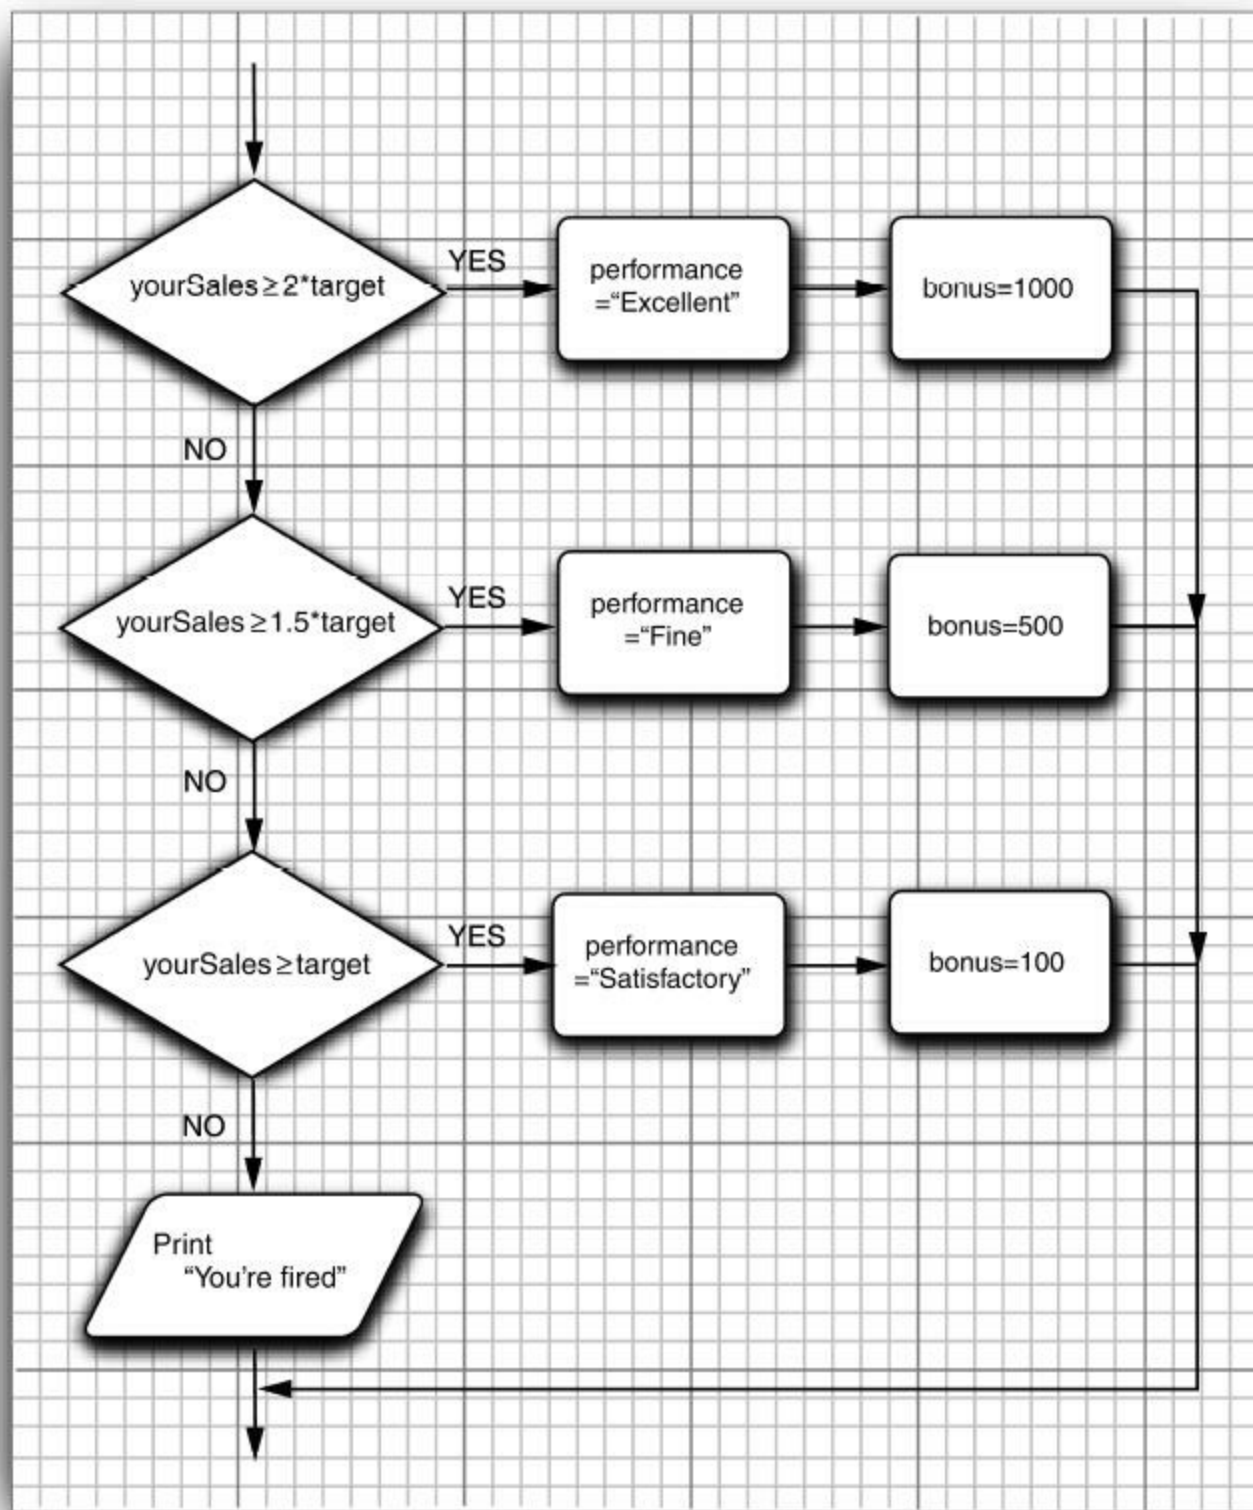 yourSales≥2*target
YES
performance
=“Excellent”
bonus=1000
NO
yourSales≥1.5*target
YES
performance
=“Fine”
bonus=500
NO
yourSales≥target
YES
performance
=“Satisfactory”
bonus=100
NO
Print
“You’re fired”